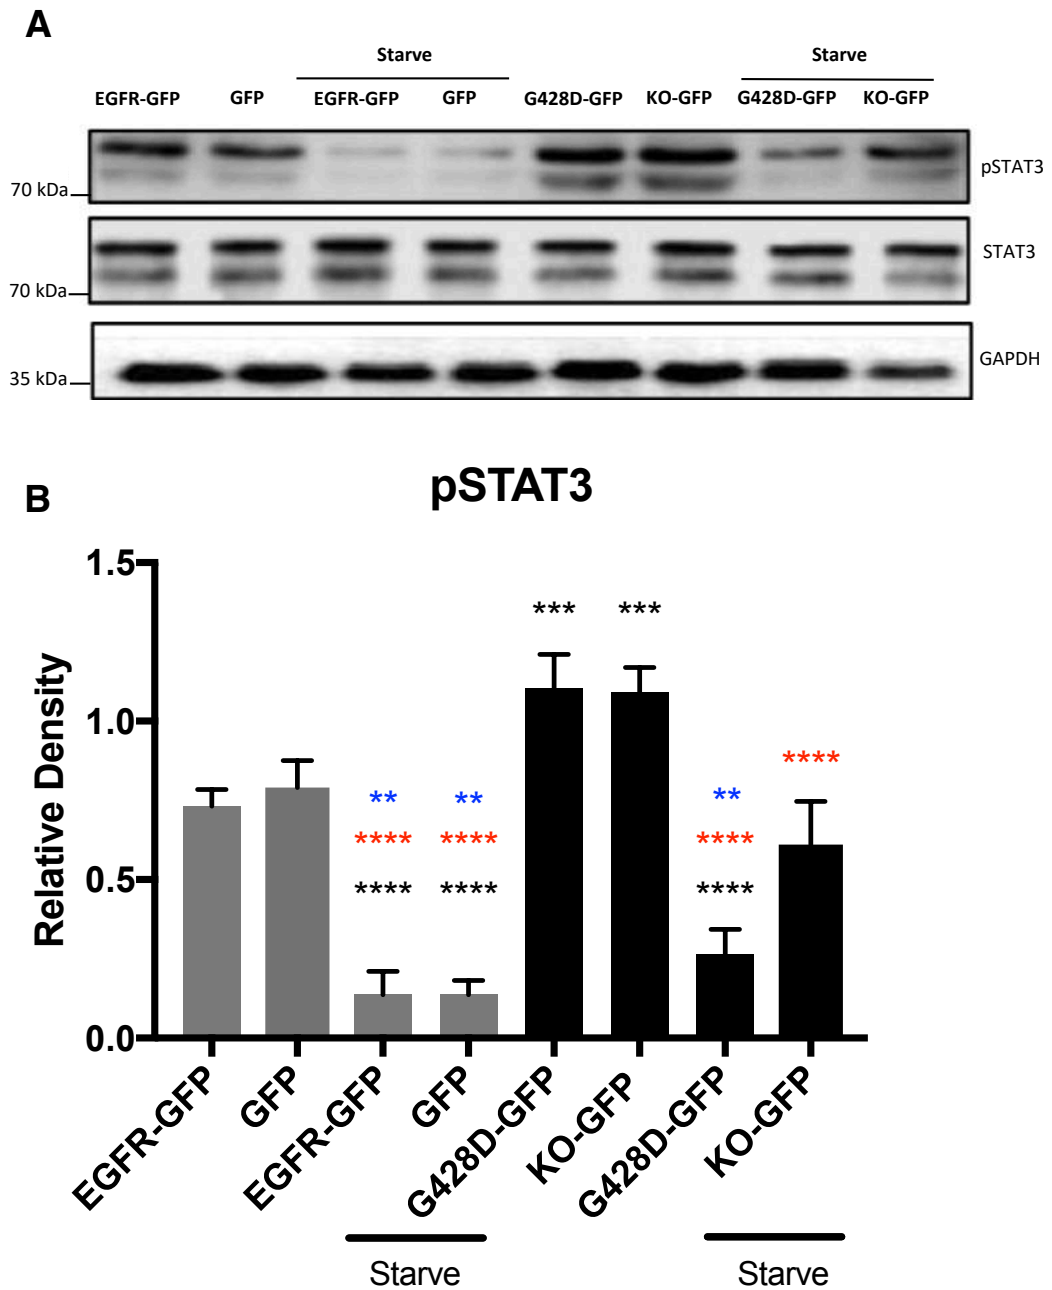 A
Starve
Starve
EGFR-GFP GFP EGFR-GFP GFP G428D-GFP KO-GFP G428D-GFP KO-GFP
pSTAT3
70 kDa
STAT3
70 kDa
GAPDH
35 kDa
B
pSTAT3
Relative Density
1.5
1.0
0.5
0.0
*** ***
****
** ** **
**** **** ****
**** **** ****
EGFR-GFP
GFP
EGFR-GFP
GFP
G428D-GFP
KO-GFP
G428D-GFP
KO-GFP
Starve
Starve